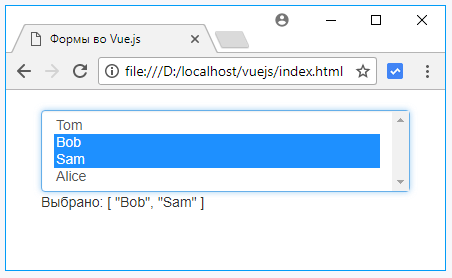 Формы во Vue.js
file:///D:/localhost/vuejs/index.html
Tom
Bob
Sam
Alice
Выбрано: [ "Bob", "Sam" ]